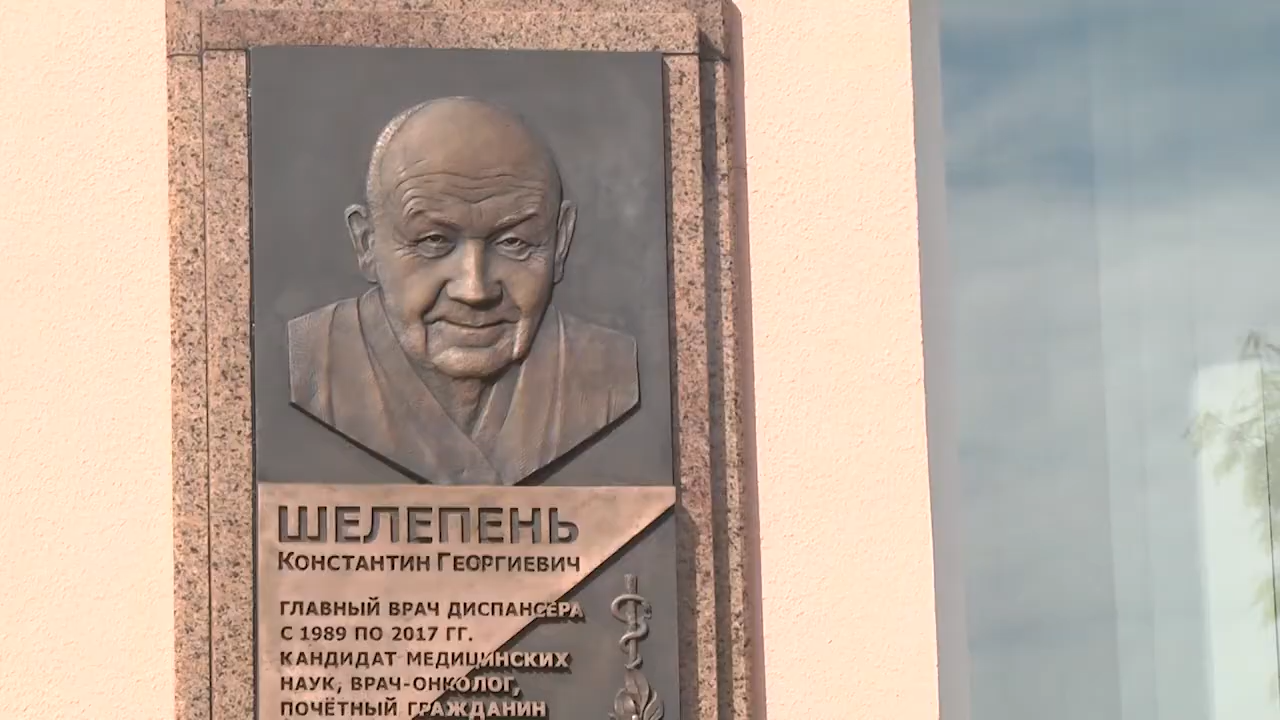 ШЕЛЕПЕНЬ
Константин Георгиевич
ГЛАВНЫЙ ВРАЧ ДИСПАНСЕРА
С 1989 ПО 2017 ГГ.
КАНДИДАТ МЕДИЦИНСКИХ
НАУК, ВРАЧ-ОНКОЛОГ,
ПОЧЁТНЫЙ ГРАЖДАНИН